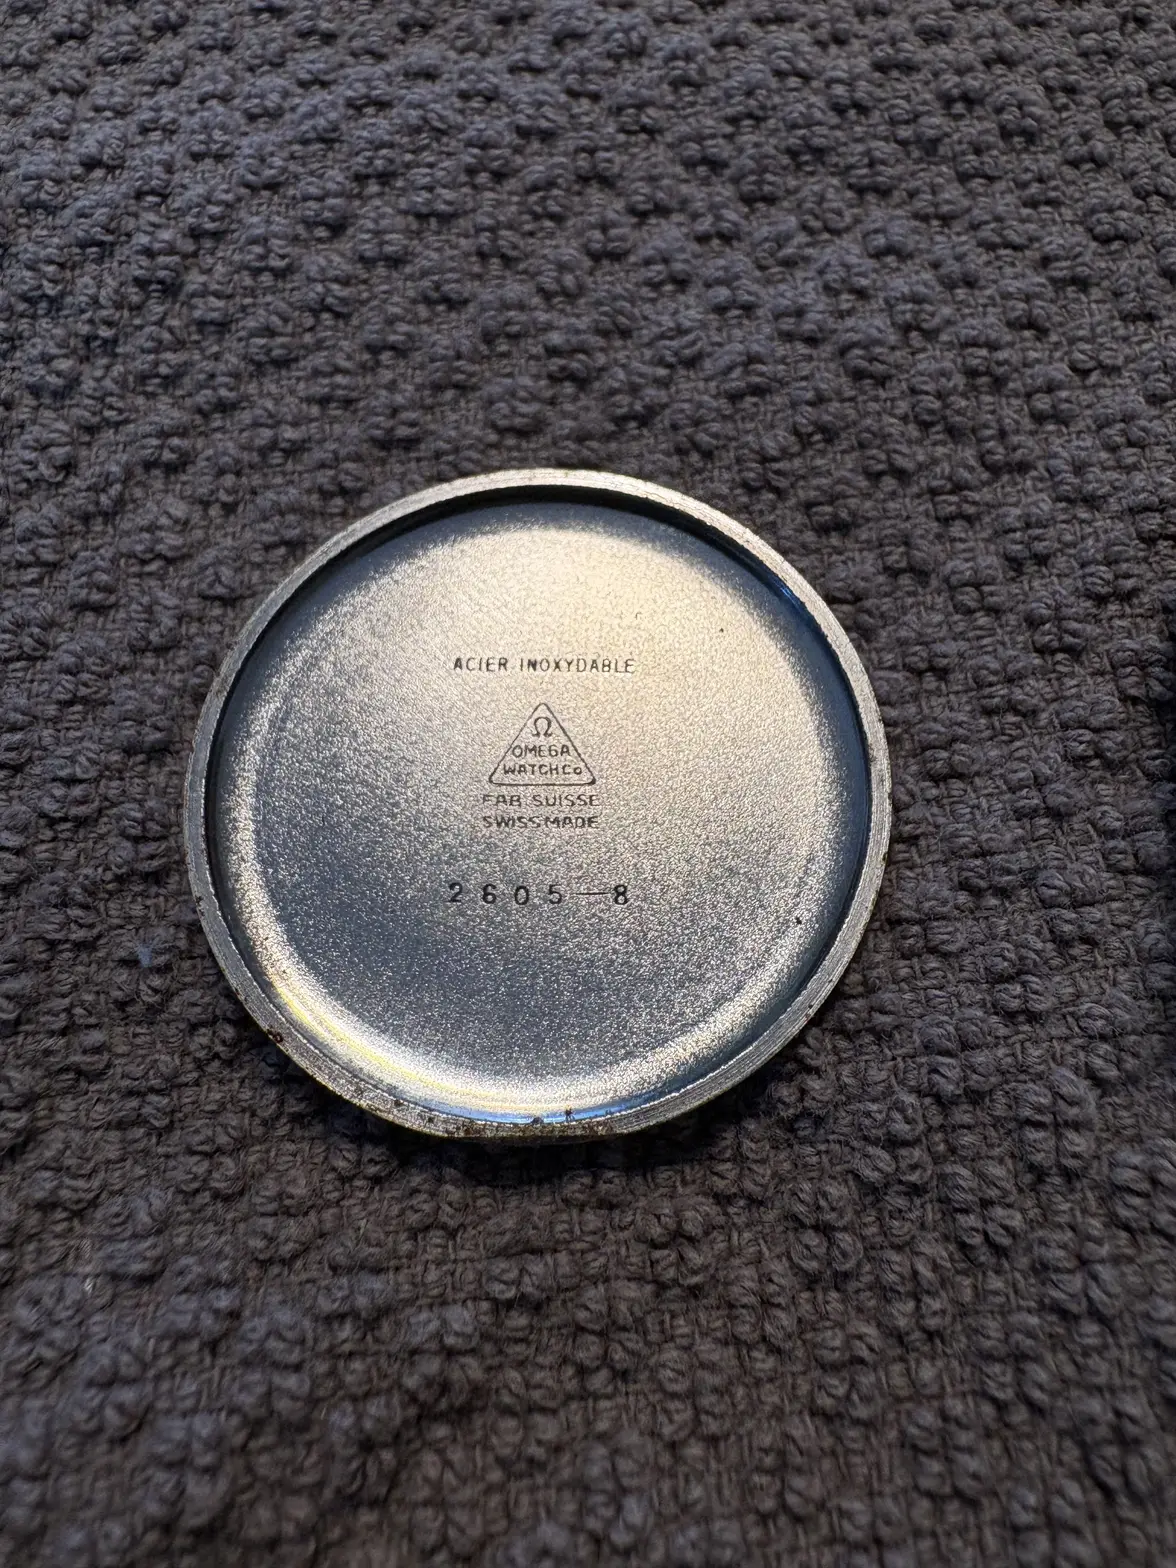 ACIER INOXYDABLE
Ω
OMEGA
WATCH Co
FAB. SUISSE
SWISS MADE
2605-8